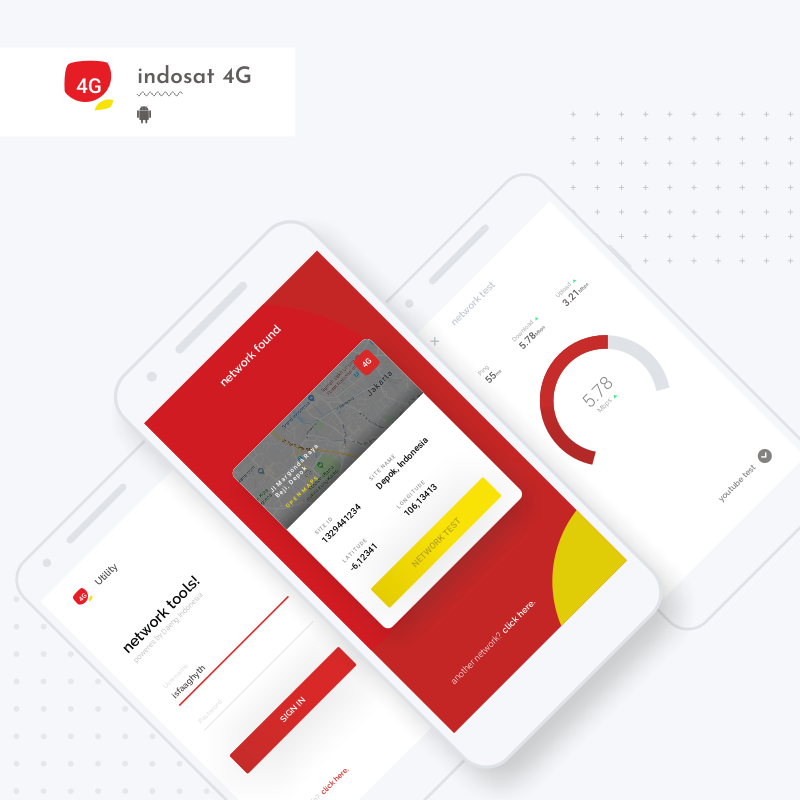 4G
indosat 4G
network found
4G
Jakarta
Jl Margonda Raya
Beji, Depok
OPEN MAPS
SITE ID
1329441234
SITE NAME
Depok, Indonesia
LATITUDE
-6,12341
LONGITUDE
106,13413
NETWORK TEST
another network? click here.
network test
Ping
55ms
Download
5.78Mbps
Upload
3.21Mbps
5.78
Mbps
youtube test
4G
Utility
network tools!
powered by Daeng Indonesia
Username
isfaaghyth
Password
SIGN IN
click here.